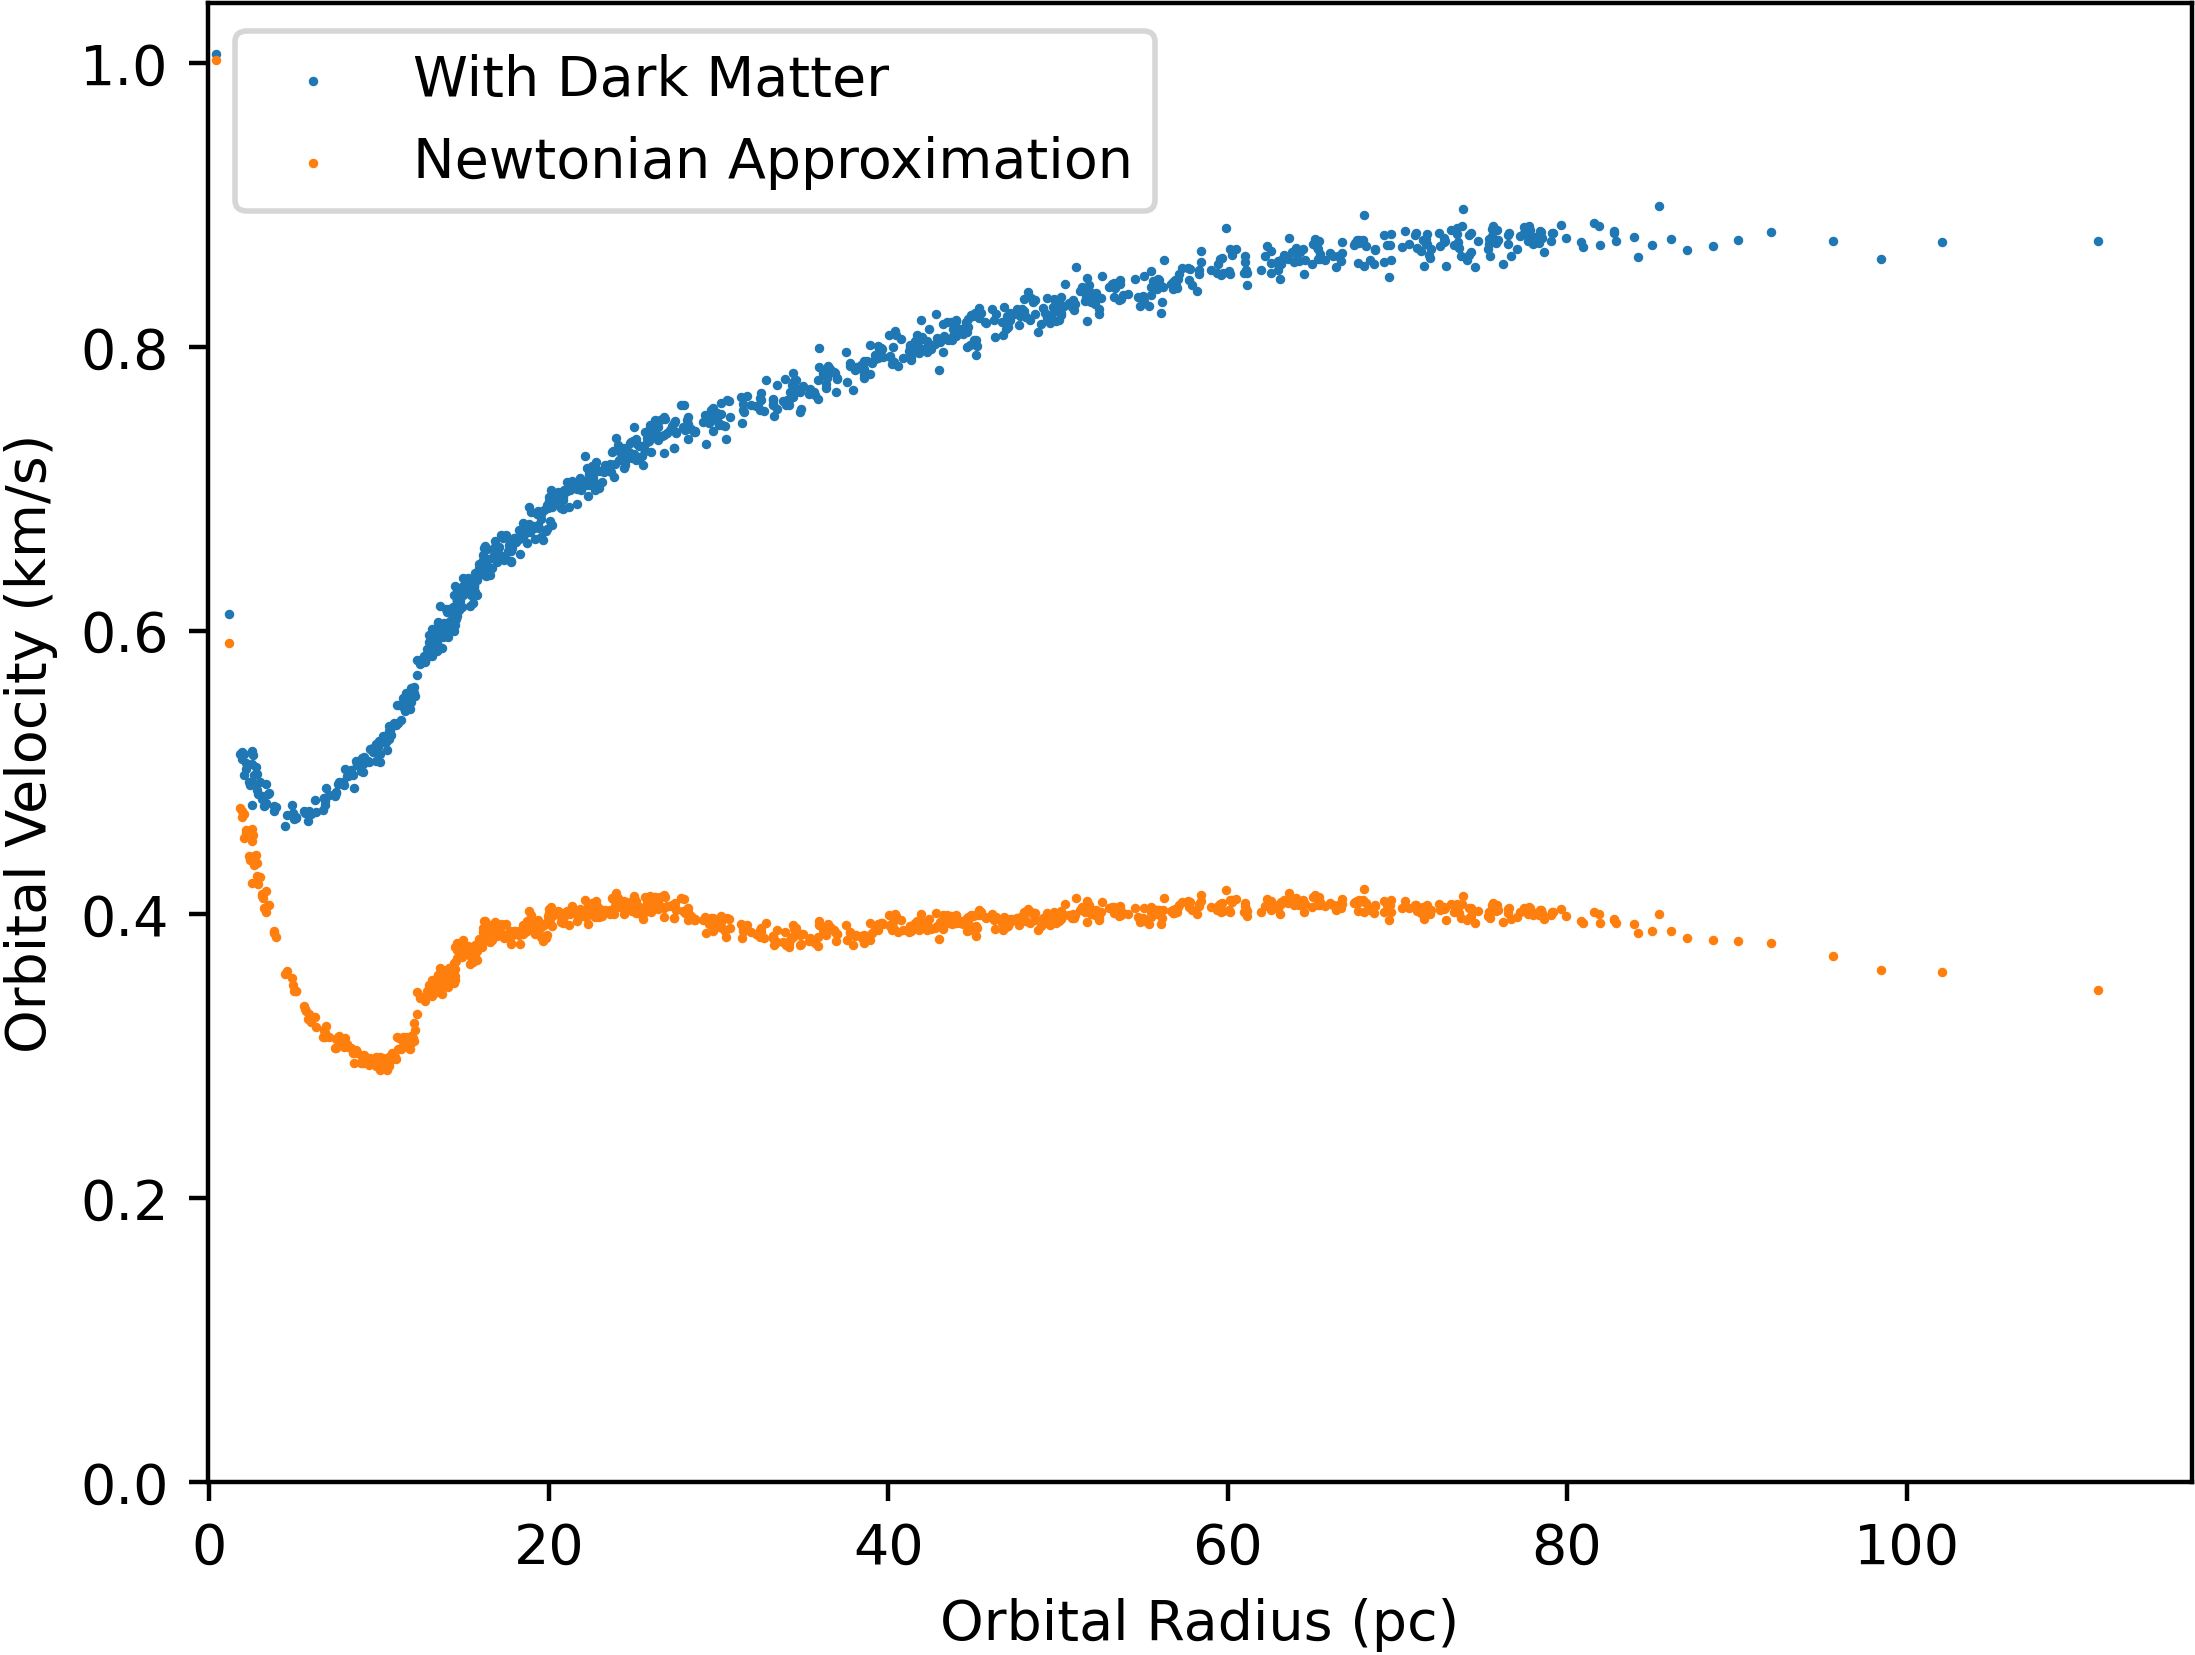 With Dark Matter
Newtonian Approximation
Orbital Velocity (km/s)
1.0
0.8
0.6
0.4
0.2
0.0
0 20 40 60 80 100
Orbital Radius (pc)